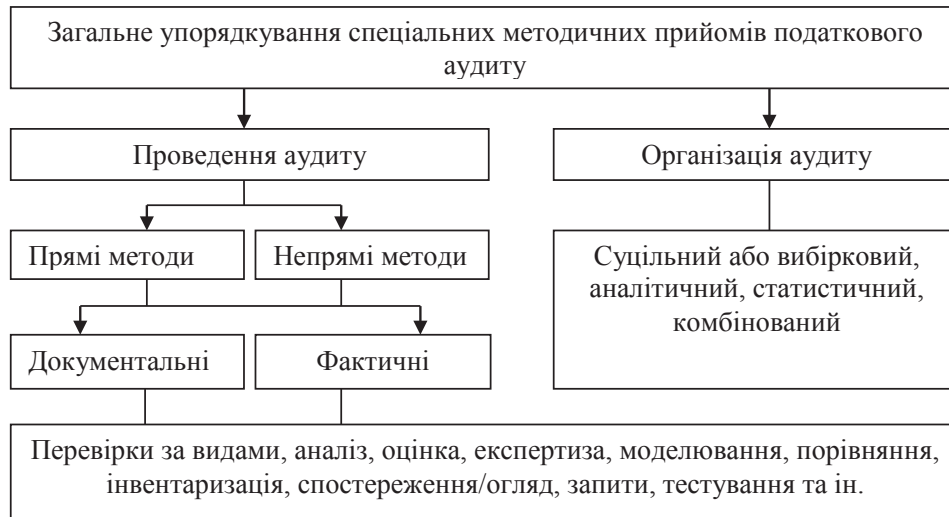 Загальне упорядкування спеціальних методичних прийомів податкового
аудиту
Проведення аудиту
Організація аудиту
Прямі методи
Непрямі методи
Суцільний або вибірковий,
аналітичний, статистичний,
комбінований
Документальні
Фактичні
Перевірки за видами, аналіз, оцінка, експертиза, моделювання, порівняння,
інвентаризація, спостереження/огляд, запити, тестування та ін.